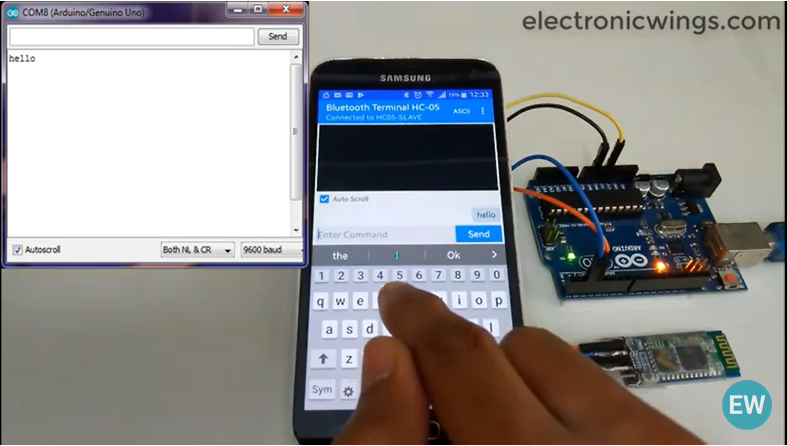 COM8 (Arduino/Genuino Uno)
Send
hello
Autoscroll
Both NL & CR
9600 baud
electronicwings.com
SAMSUNG
78% 12:33
Bluetooth Terminal HC-05
Connected to HC05-SLAVE
ASCII
Auto Scroll
hello
Enter Command
Send
the
Ok
1 2 3 4 5 6 7 8 9 0
q w e i o p
a s d l
z
Sym
ARDUINO
EW